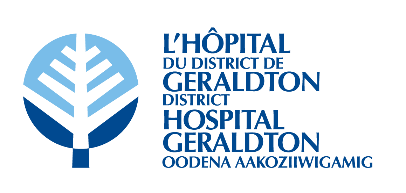 L'HÔPITAL
DU DISTRICT DE
GERALDTON
DISTRICT
HOSPITAL
GERALDTON
OODENA AAKOZIIWIGAMIG